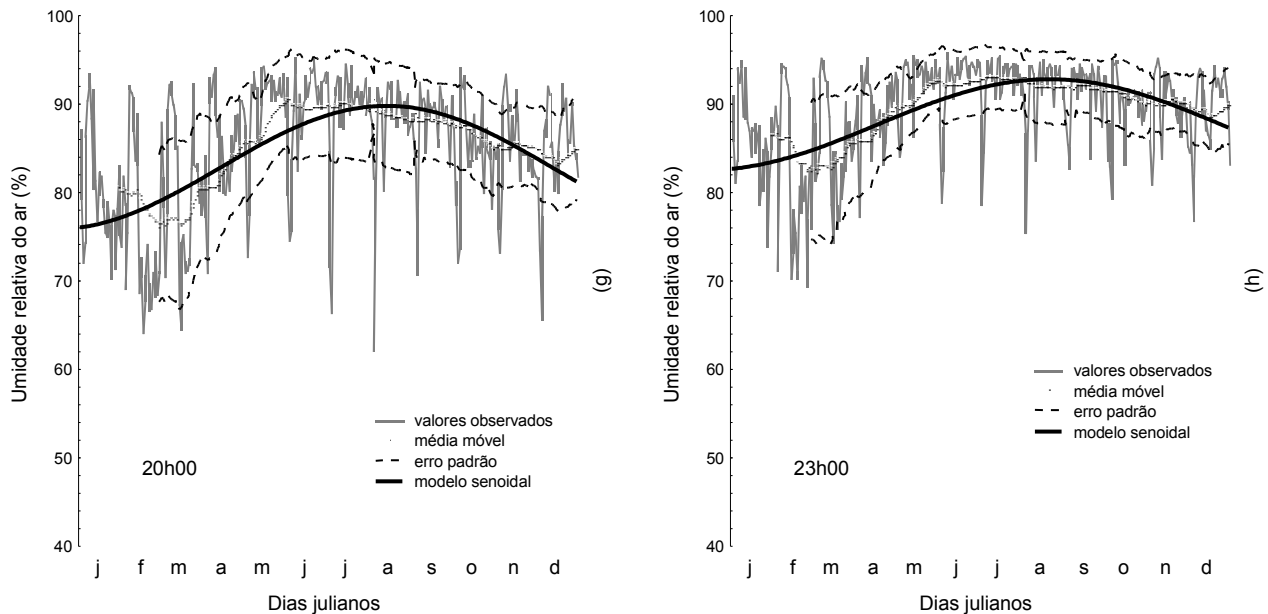 100
90
80
70
60
50
40
Umidade relativa do ar (%)
valores observados
média móvel
erro padrão
modelo senoidal
20h00
j f m a m j j a s o n d
Dias julianos
(g)
100
90
80
70
60
50
40
Umidade relativa do ar (%)
valores observados
média móvel
erro padrão
modelo senoidal
23h00
j f m a m j j a s o n d
Dias julianos
(h)